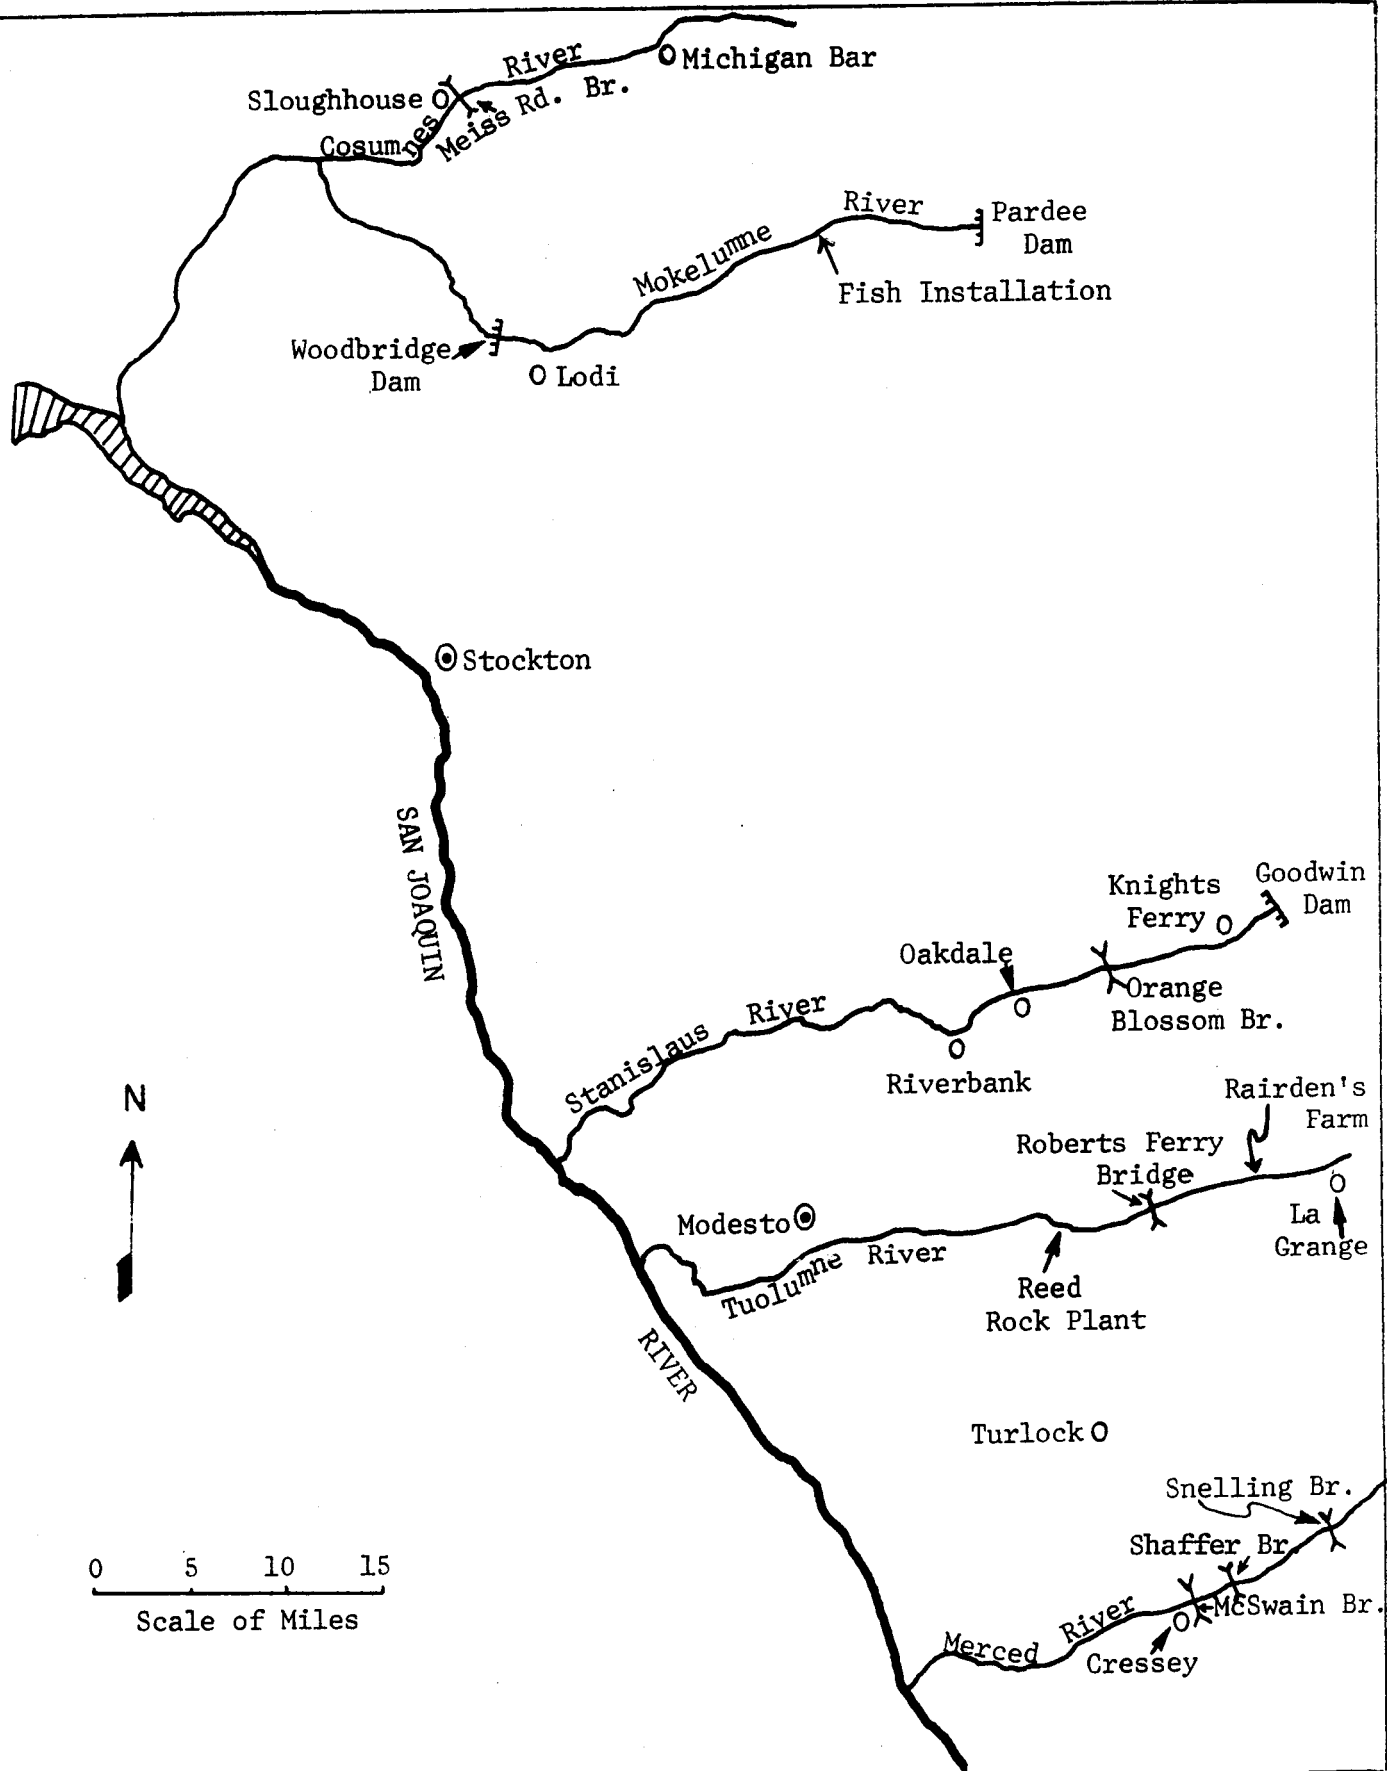 River
Michigan Bar
Sloughhouse
Meiss Rd. Br.
Cosumnes
River
Pardee
Dam
Mokelumne
Fish Installation
Woodbridge
Dam
Lodi
Stockton
SAN JOAQUIN
Knights
Ferry
Goodwin
Dam
Oakdale
Orange
Blossom Br.
River
Stanislaus
Riverbank
N
Rairden's
Farm
Roberts Ferry
Bridge
La
Grange
Modesto
Tuolumne River
Reed
Rock Plant
RIVER
Turlock
Snelling Br.
Shaffer Br.
McSwain Br.
0 5 10 15
Scale of Miles
Merced River
Cressey